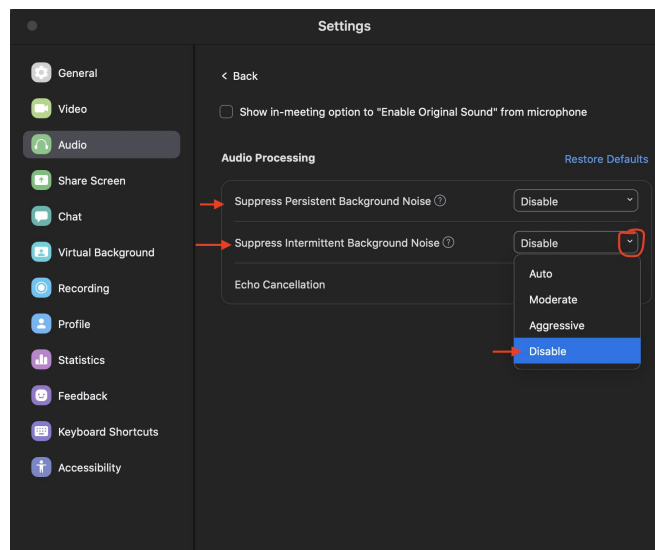 Settings
General
Video
Audio
Share Screen
Chat
Virtual Background
Recording
Profile
Statistics
Feedback
Keyboard Shortcuts
Accessibility
< Back
Show in-meeting option to "Enable Original Sound" from microphone
Audio Processing
Restore Defaults
Suppress Persistent Background Noise ?
Disable
Suppress Intermittent Background Noise ?
Disable
Echo Cancellation
Auto
Moderate
Aggressive
Disable